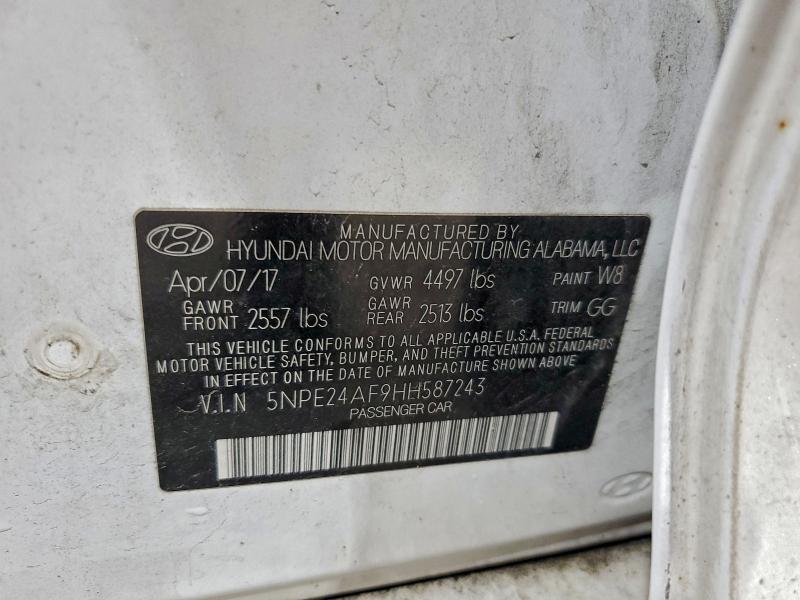 MANUFACTURED BY
HYUNDAI MOTOR MANUFACTURING ALABAMA, LLC
Apr/07/17 GVWR 4497 lbs PAINT W8
GAWR FRONT 2557 lbs GAWR REAR 2513 lbs TRIM GG
THIS VEHICLE CONFORMS TO ALL APPLICABLE U.S.A. FEDERAL
MOTOR VEHICLE SAFETY, BUMPER, AND THEFT PREVENTION STANDARDS
IN EFFECT ON THE DATE OF MANUFACTURE SHOWN ABOVE
V.I.N 5NPE24AF9HH587243
PASSENGER CAR